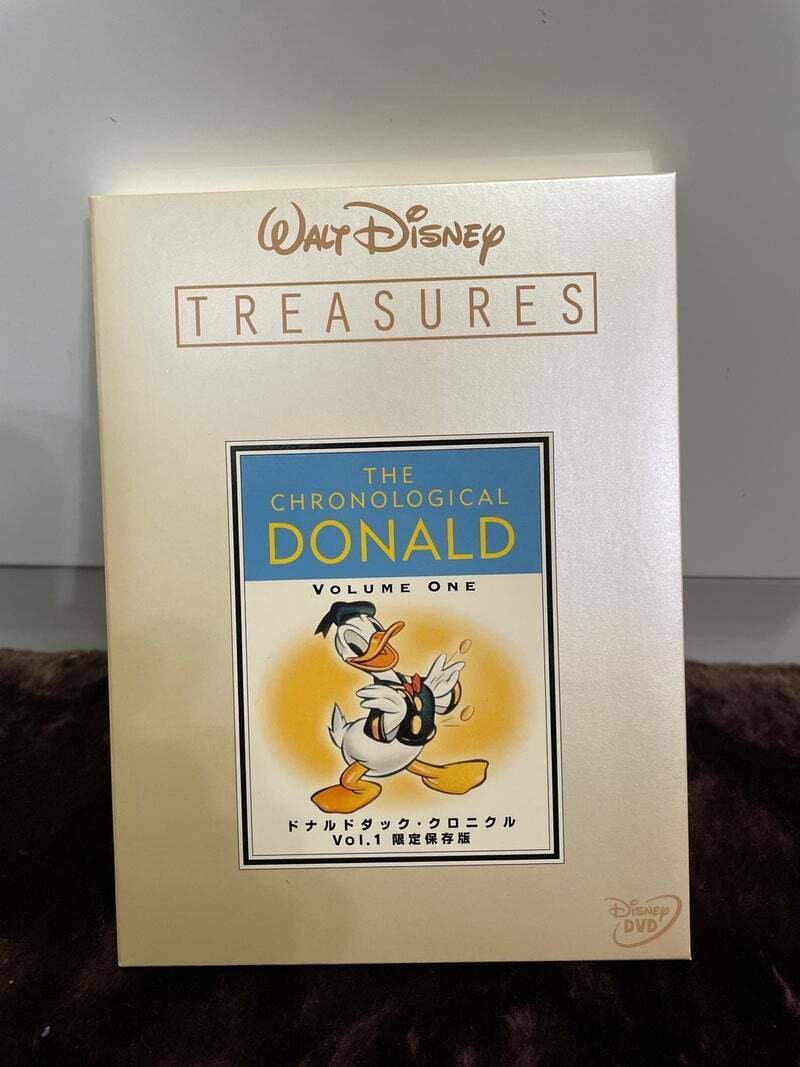 WALT DISNEY
TREASURES
THE
CHRONOLOGICAL
DONALD
VOLUME ONE
ドナルドダック・クロニクル
Vol.1 限定保存版
DISNEY
DVD